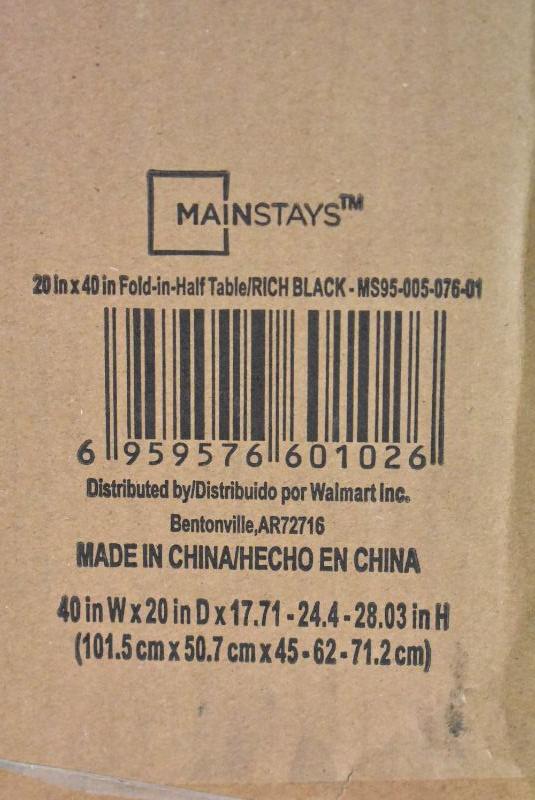 MAINSTAYS™
20 in x 40 in Fold-in-Half Table/RICH BLACK - MS95-005-076-01
6 959576 601026
Distributed by/Distribuido por Walmart Inc.
Bentonville,AR72716
MADE IN CHINA/HECHO EN CHINA
40 in W x 20 in D x 17.71 - 24.4 - 28.03 in H
(101.5 cm x 50.7 cm x 45 - 62 - 71.2 cm)